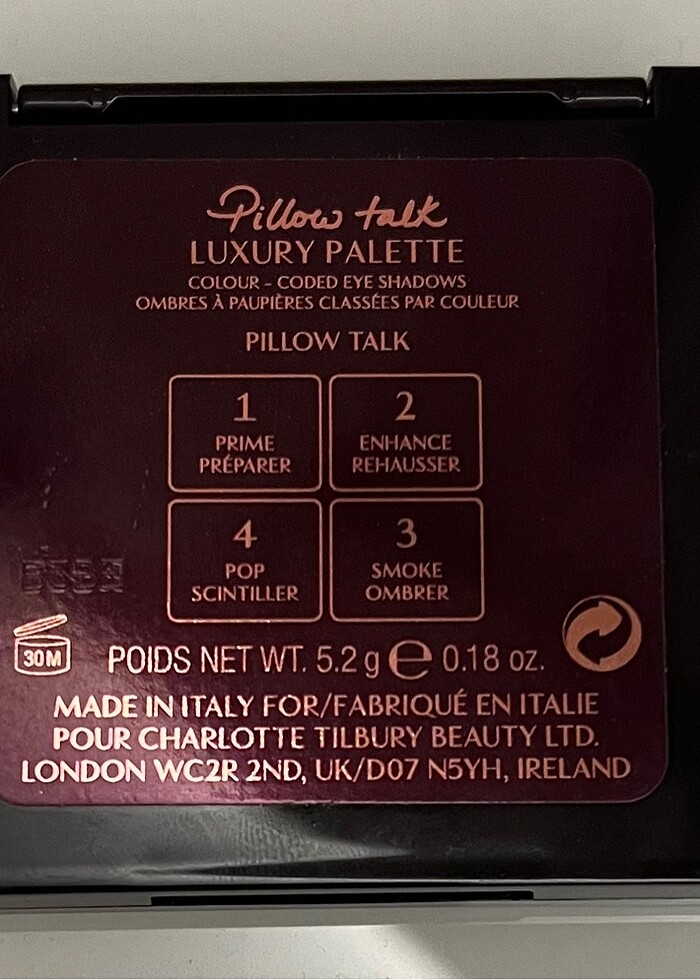 Pillow talk
LUXURY PALETTE
COLOUR - CODED EYE SHADOWS
OMBRES À PAUPIÈRES CLASSÉES PAR COULEUR
PILLOW TALK
1
PRIME
PRÉPARER
2
ENHANCE
REHAUSSER
4
POP
SCINTILLER
3
SMOKE
OMBRER
30M
POIDS NET WT. 5.2 g e 0.18 oz.
MADE IN ITALY FOR/FABRIQUÉ EN ITALIE
POUR CHARLOTTE TILBURY BEAUTY LTD.
LONDON WC2R 2ND, UK/D07 N5YH, IRELAND